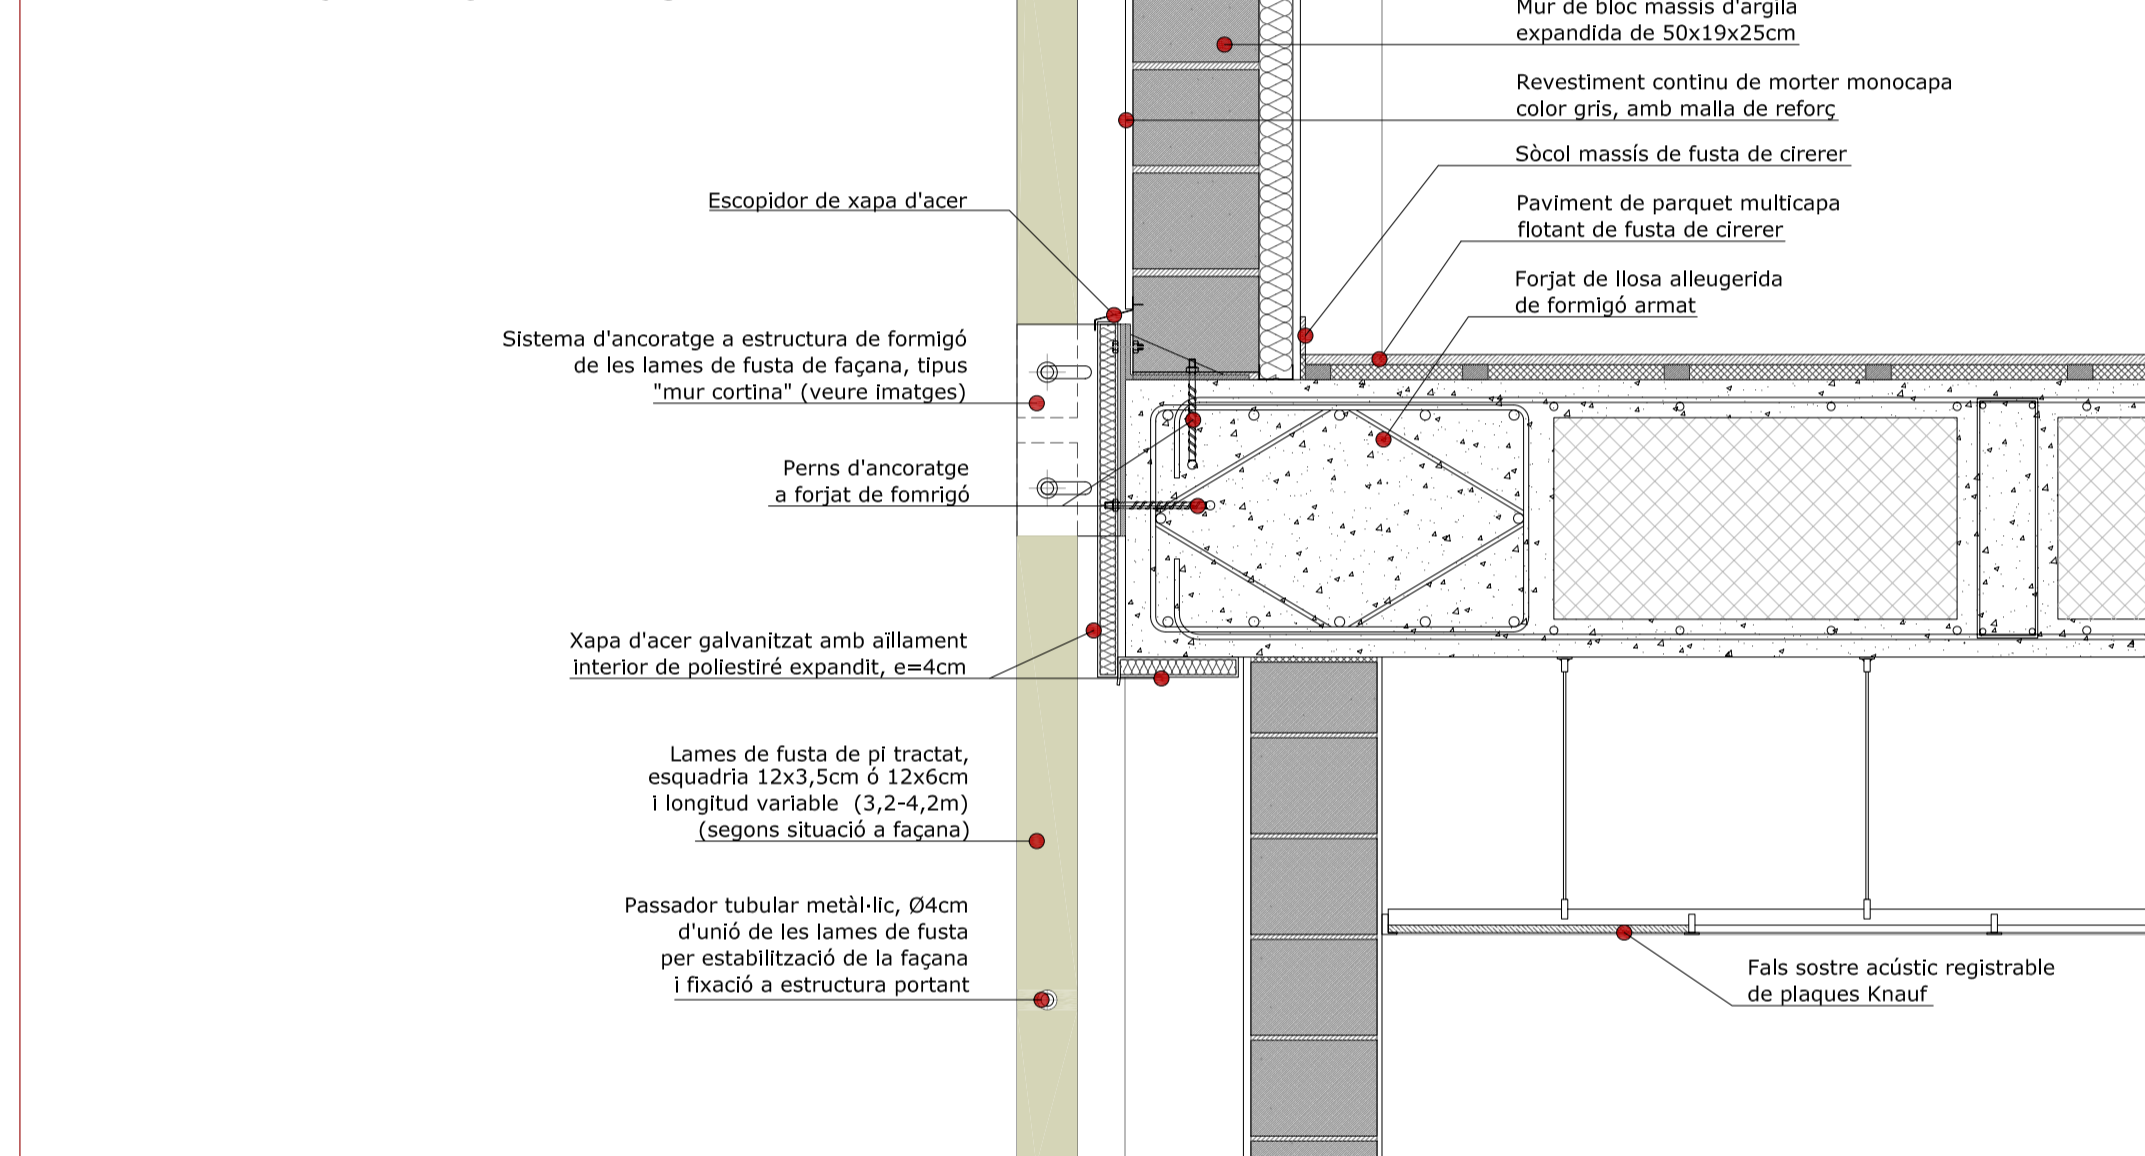 Mur de bloc massís d'argila
expandida de 50x19x25cm
Revestiment continu de morter monocapa
color gris, amb malla de reforç
Sòcol massís de fusta de cirerer
Paviment de parquet multicapa
flotant de fusta de cirerer
Forjat de llosa alleugerida
de formigó armat
Escopidor de xapa d'acer
Sistema d'ancoratge a estructura de formigó
de les lames de fusta de façana, tipus
"mur cortina" (veure imatges)
Perns d'ancoratge
a forjat de fomrigó
Xapa d'acer galvanitzat amb aïllament
interior de poliestiré expandit, e=4cm
Lames de fusta de pi tractat,
esquadria 12x3,5cm ó 12x6cm
i longitud variable (3,2-4,2m)
(segons situació a façana)
Passador tubular metàl·lic, Ø4cm
d'unió de les lames de fusta
per estabilització de la façana
i fixació a estructura portant
Fals sostre acústic registrable
de plaques Knauf